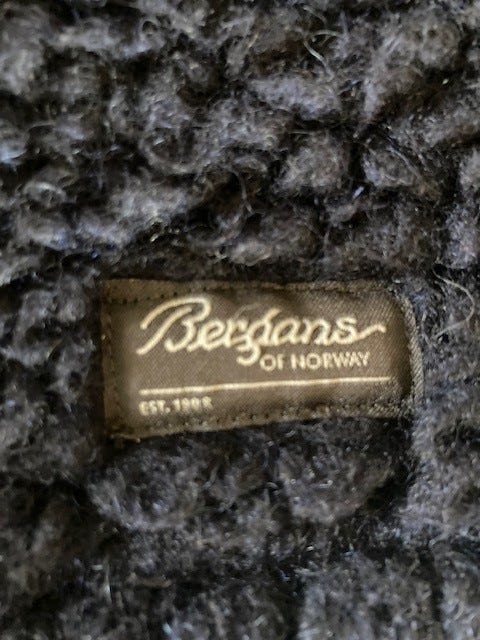 Bergans
OF NORWAY
EST. 1908